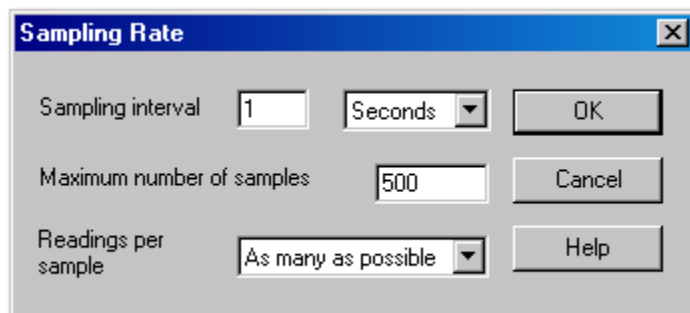 Sampling Rate
Sampling interval 1 Seconds OK
Maximum number of samples 500 Cancel
Readings per
sample As many as possible Help